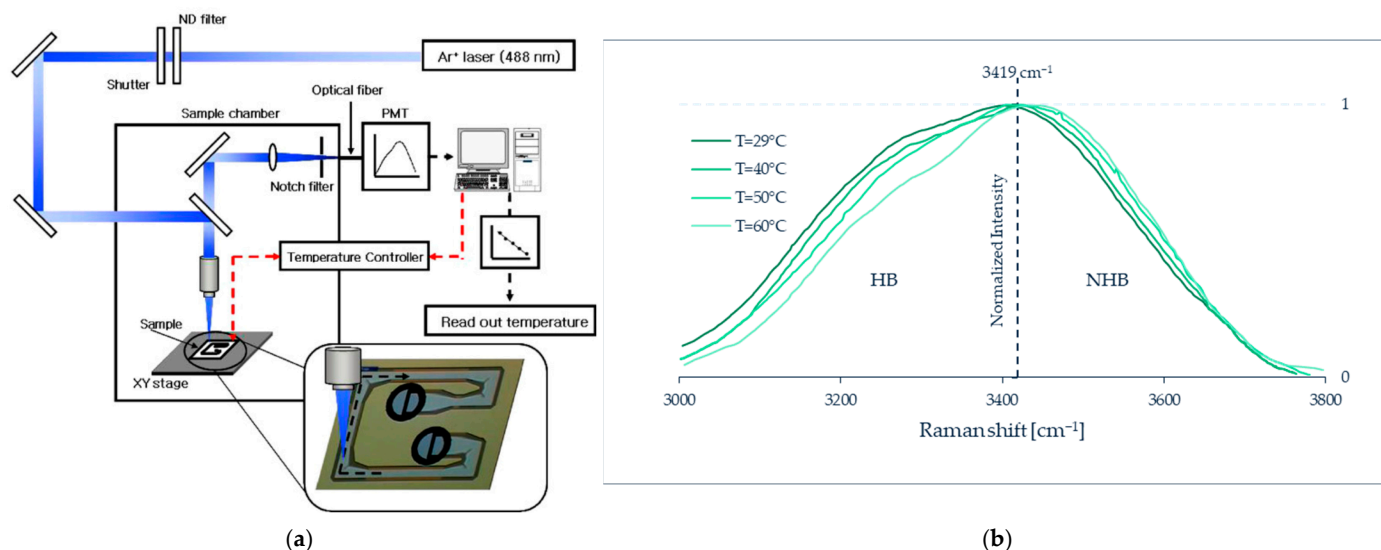 ND filter
Ar⁺ laser (488 nm)
Shutter
Optical fiber
Sample chamber
PMT
Notch filter
Temperature Controller
Read out temperature
Sample
XY stage
(a)
3419 cm⁻¹
1
T=29°C
T=40°C
T=50°C
T=60°C
Normalized Intensity
HB
NHB
0
3000
3200
3400
3600
3800
Raman shift [cm⁻¹]
(b)